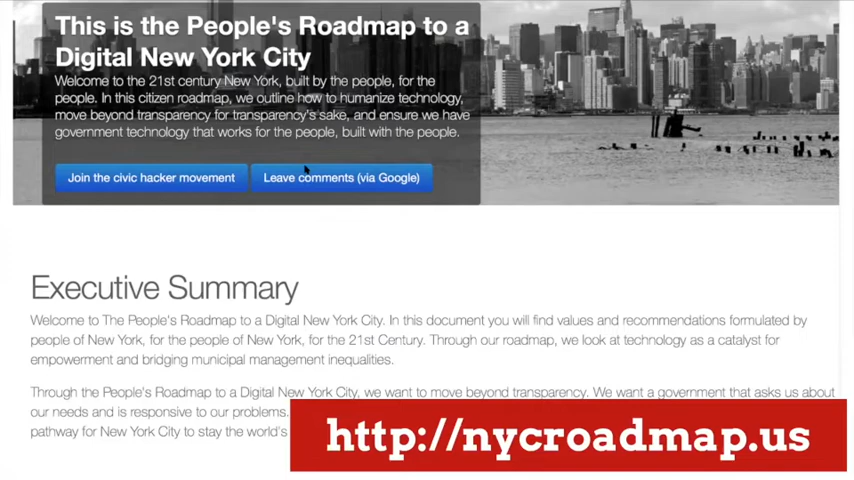 This is the People's Roadmap to a
Digital New York City
Welcome to the 21st century New York, built by the people, for the
people. In this citizen roadmap, we outline how to humanize technology,
move beyond transparency for transparency's sake, and ensure we have
government technology that works for the people, built with the people.
Join the civic hacker movement
Leave comments (via Google)
Executive Summary
Welcome to The People's Roadmap to a Digital New York City. In this document you will find values and recommendations formulated by
people of New York, for the people of New York, for the 21st Century. Through our roadmap, we look at technology as a catalyst for
empowerment and bridging municipal management inequalities.
Through the People's Roadmap to a Digital New York City, we want to move beyond transparency. We want a government that asks us about
our needs and is responsive to our problems.
pathway for New York City to stay the world's
http://nycroadmap.us